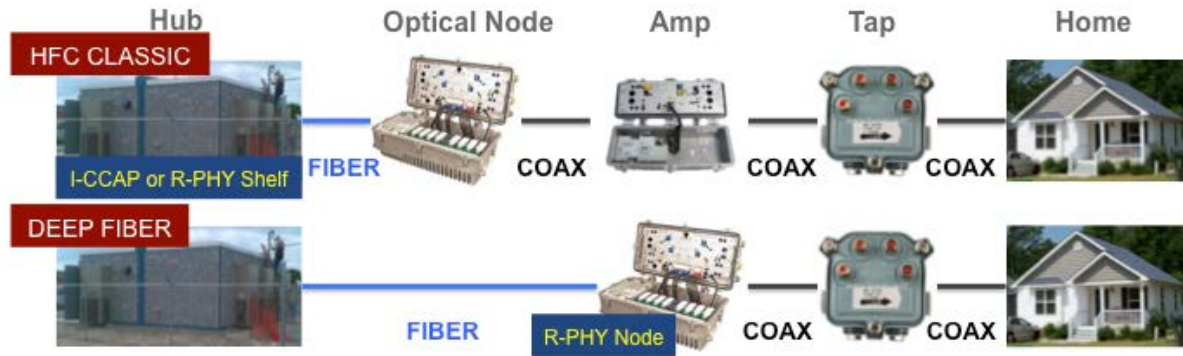 Hub
Optical Node
Amp
Tap
Home
HFC CLASSIC
I-CCAP or R-PHY Shelf
FIBER
COAX
COAX
COAX
DEEP FIBER
FIBER
R-PHY Node
COAX
COAX